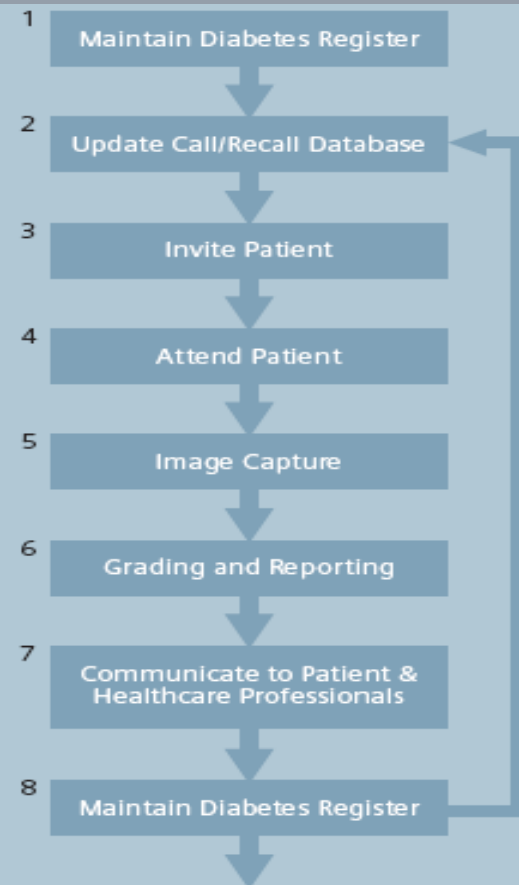 1
Maintain Diabetes Register
2
Update Call/Recall Database
3
Invite Patient
4
Attend Patient
5
Image Capture
6
Grading and Reporting
7
Communicate to Patient &
Healthcare Professionals
8
Maintain Diabetes Register